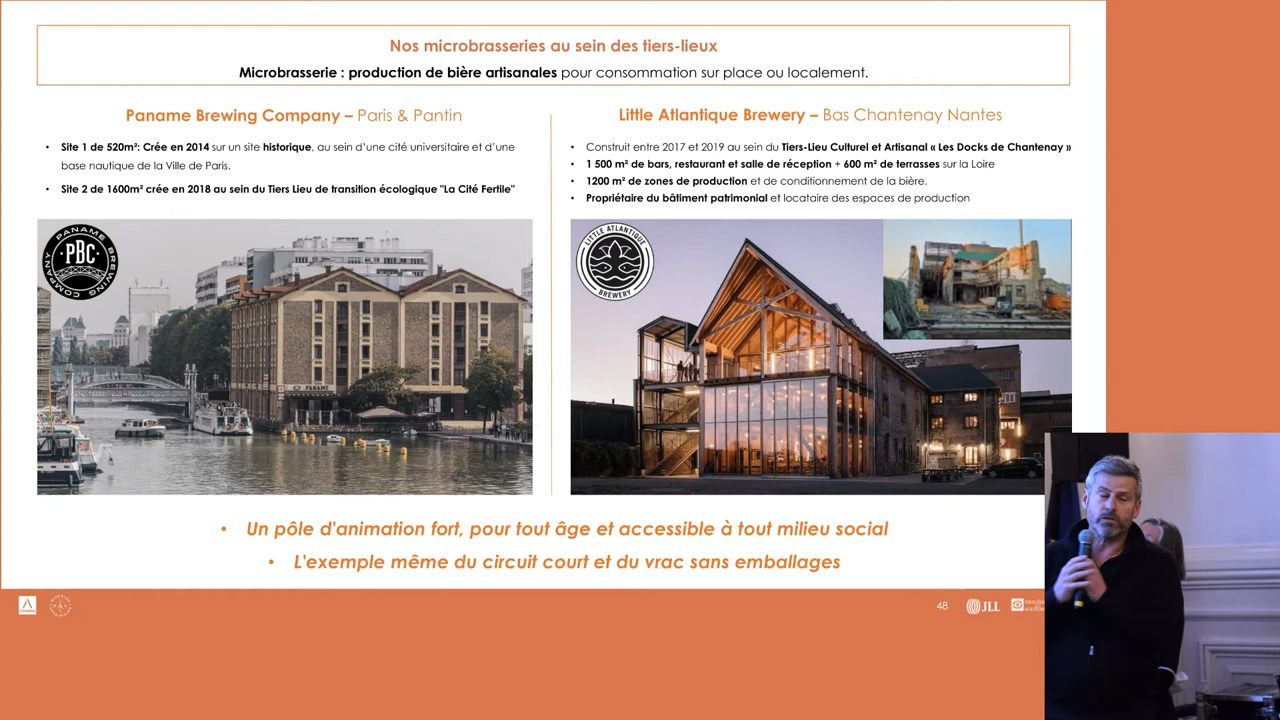 Nos microbrasseries au sein des tiers-lieux
Microbrasserie : production de bière artisanales pour consommation sur place ou localement.
Paname Brewing Company – Paris & Pantin
• Site 1 de 520m²: Crée en 2014 sur un site historique, au sein d'une cité universitaire et d'une
base nautique de la Ville de Paris.
• Site 2 de 1600m² crée en 2018 au sein du Tiers Lieu de transition écologique "La Cité Fertile"
PANAME BREWING COMPANY
PBC
PANAME
Little Atlantique Brewery – Bas Chantenay Nantes
• Construit entre 2017 et 2019 au sein du Tiers-Lieu Culturel et Artisanal « Les Docks de Chantenay »
• 1 500 m² de bars, restaurant et salle de réception + 600 m² de terrasses sur la Loire
• 1200 m² de zones de production et de conditionnement de la bière.
• Propriétaire du bâtiment patrimonial et locataire des espaces de production
LITTLE ATLANTIQUE
BREWERY
• Un pôle d'animation fort, pour tout âge et accessible à tout milieu social
• L'exemple même du circuit court et du vrac sans emballages
48
JLL